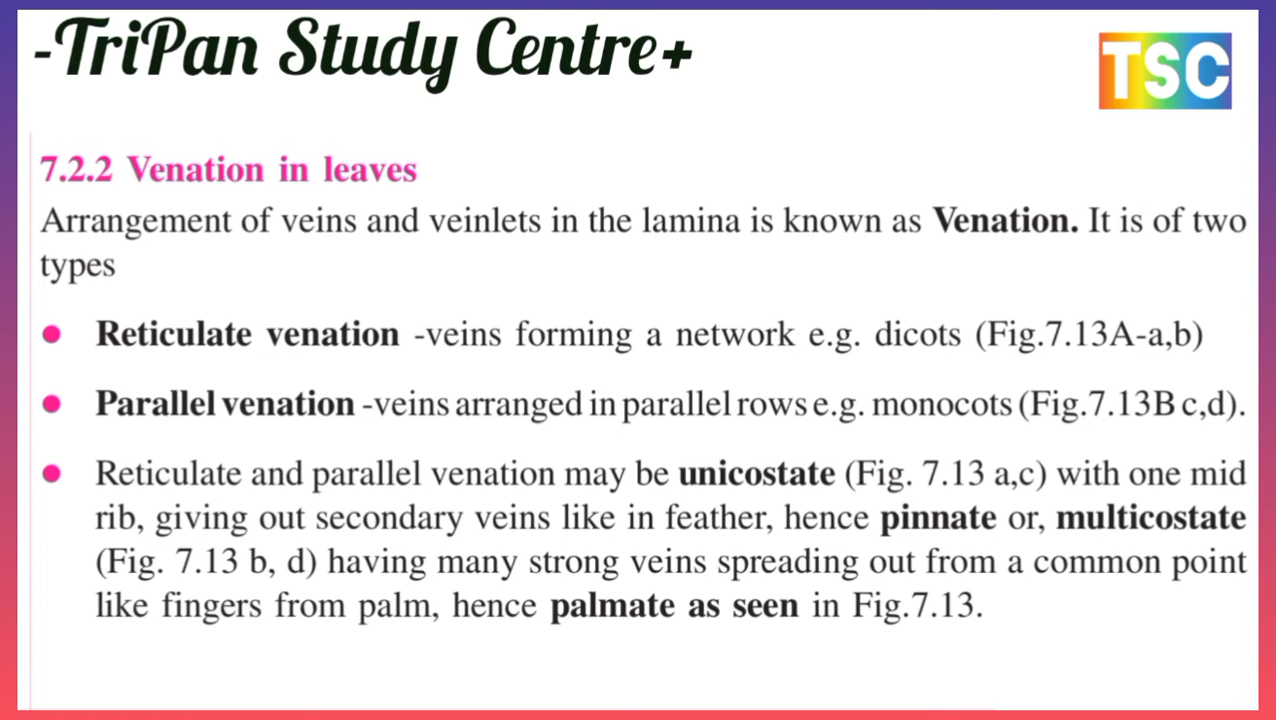 -TriPan Study Centre+
TSC
7.2.2 Venation in leaves
Arrangement of veins and veinlets in the lamina is known as Venation. It is of two
types
● Reticulate venation -veins forming a network e.g. dicots (Fig.7.13A-a,b)
● Parallel venation -veins arranged in parallel rows e.g. monocots (Fig.7.13B c,d).
● Reticulate and parallel venation may be unicostate (Fig. 7.13 a,c) with one mid
rib, giving out secondary veins like in feather, hence pinnate or, multicostate
(Fig. 7.13 b, d) having many strong veins spreading out from a common point
like fingers from palm, hence palmate as seen in Fig.7.13.